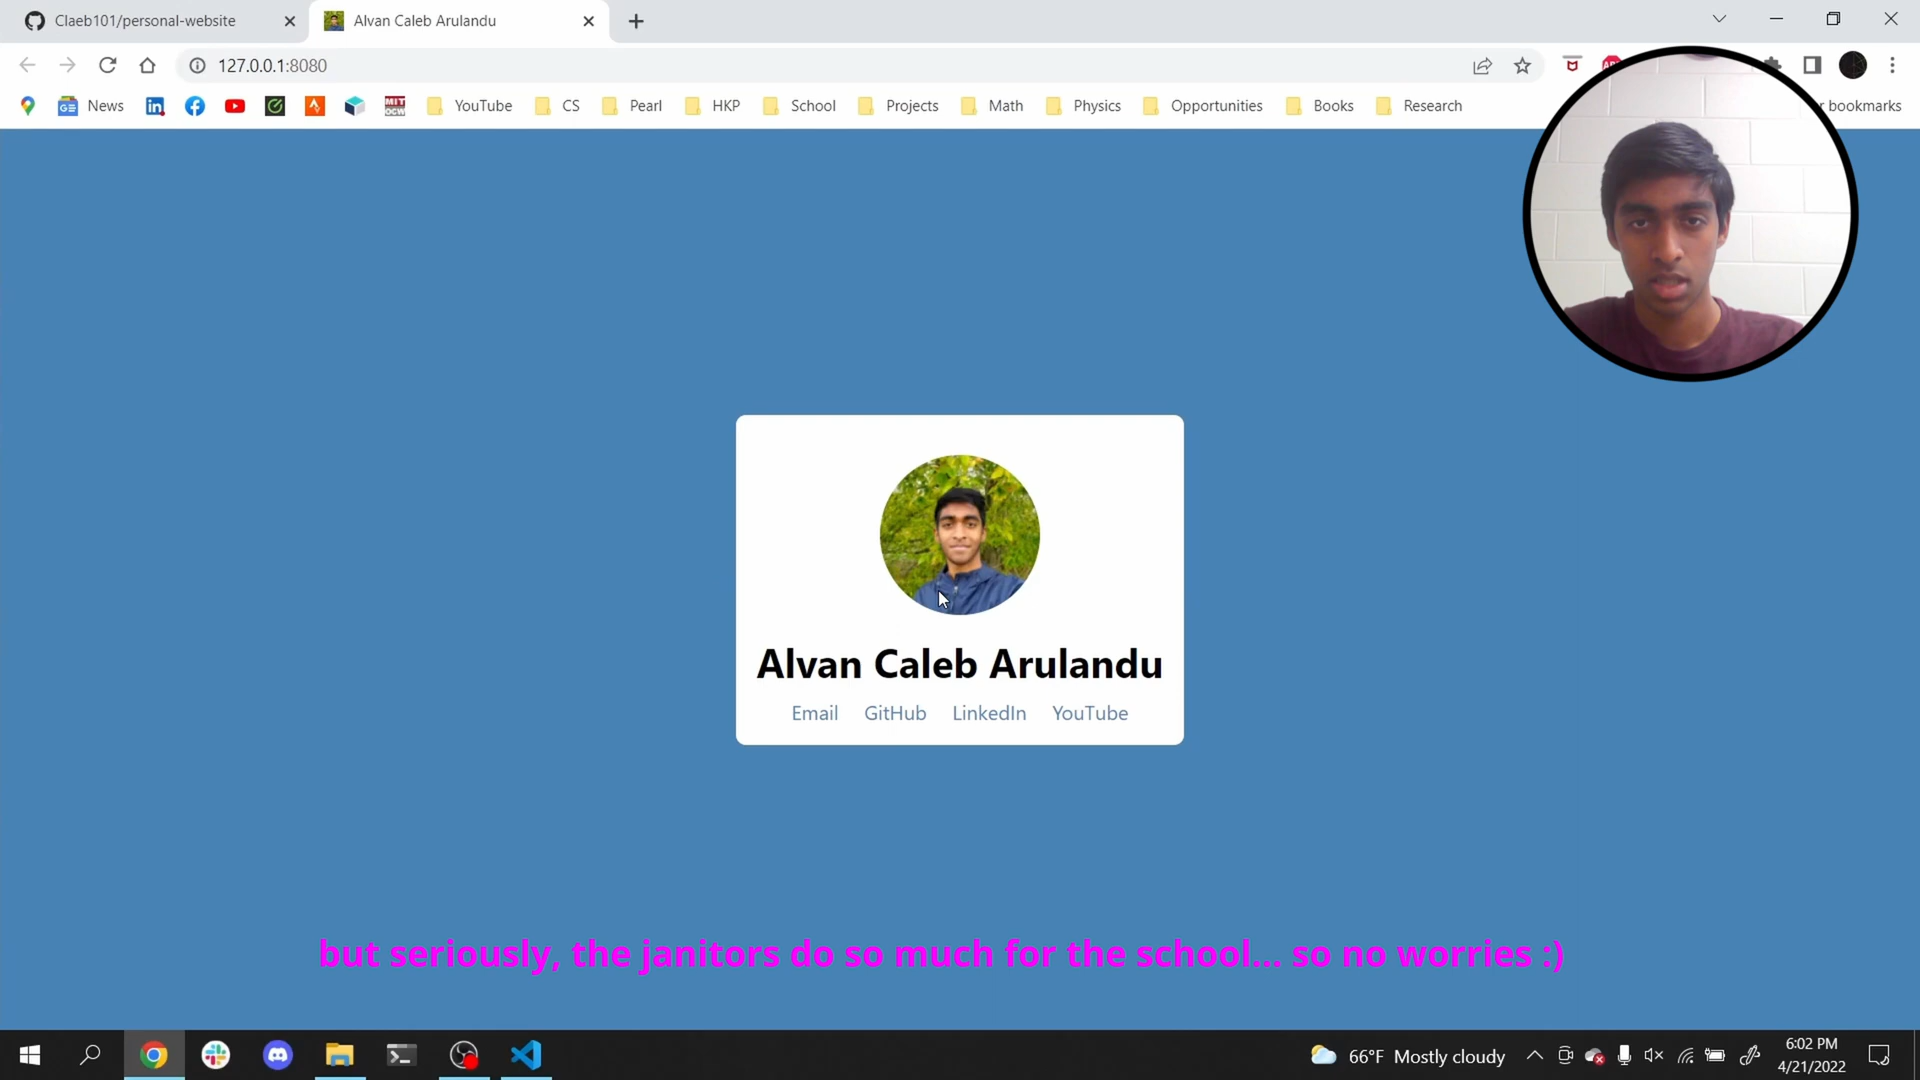 Claeb101/personal-website
Alvan Caleb Arulandu
127.0.0.1:8080
News
YouTube
CS
Pearl
HKP
School
Projects
Math
Physics
Opportunities
Books
Research
bookmarks
Alvan Caleb Arulandu
Email GitHub LinkedIn YouTube
but seriously, the janitors do so much for the school... so no worries :)
66°F Mostly cloudy
6:02 PM
4/21/2022